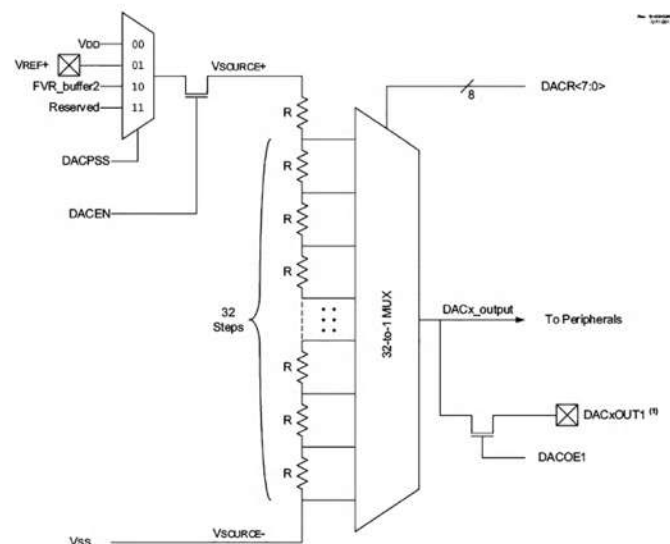 VDD
00
VREF+
01
VSOURCE+
FVR_buffer2
10
Reserved
11
DACR<7:0>
8
R
DACPSS
R
DACEN
R
R
32
Steps
32-to-1 MUX
DACx_output
To Peripherals
R
R
DACxOUT1 (1)
R
DACOE1
VSS
VSOURCE-